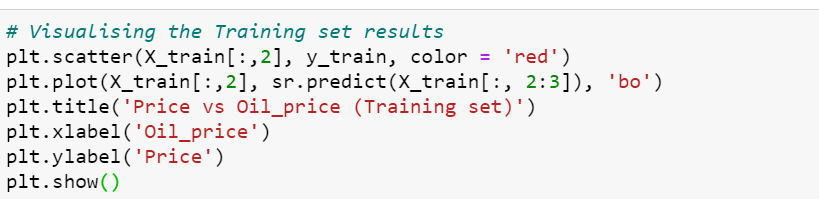 # Visualising the Training set results
plt.scatter(X_train[:,2], y_train, color = 'red')
plt.plot(X_train[:,2], sr.predict(X_train[:, 2:3]), 'bo')
plt.title('Price vs Oil_price (Training set)')
plt.xlabel('Oil_price')
plt.ylabel('Price')
plt.show()